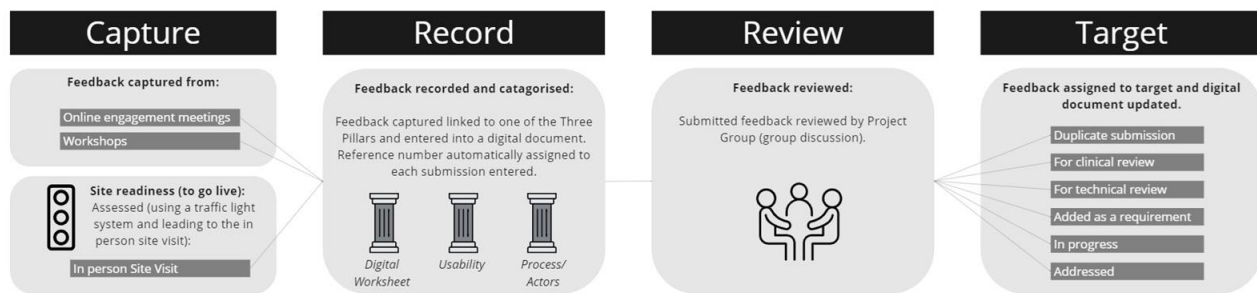 Capture
Feedback captured from:
Online engagement meetings
Workshops
Site readiness (to go live):
Assessed (using a traffic light
system and leading to the in
person site visit):
In person Site Visit
Record
Feedback recorded and catagorised:
Feedback captured linked to one of the Three
Pillars and entered into a digital document.
Reference number automatically assigned to
each submission entered.
Digital
Worksheet
Usability
Process/
Actors
Review
Feedback reviewed:
Submitted feedback reviewed by Project
Group (group discussion).
Target
Feedback assigned to target and digital
document updated.
Duplicate submission
For clinical review
For technical review
Added as a requirement
In progress
Addressed